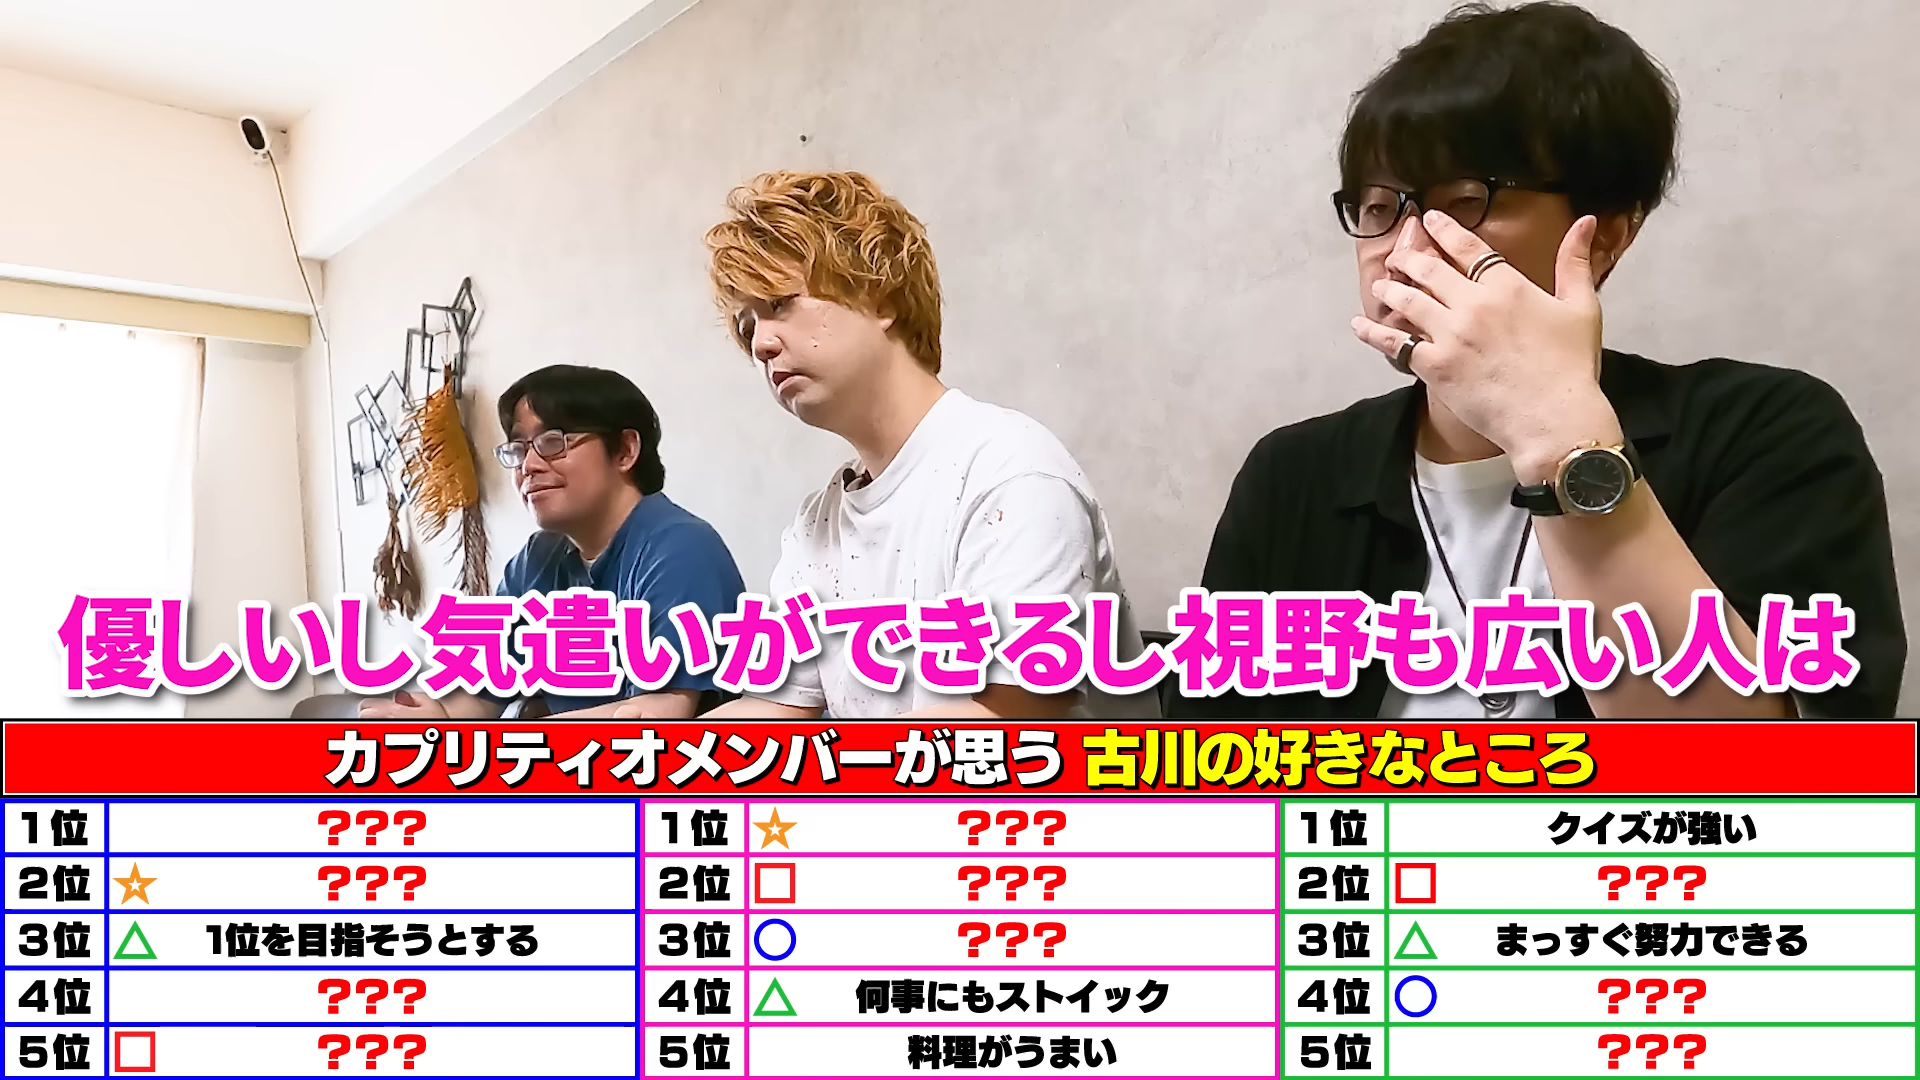 優しいし気遣いができるし視野も広い人は
カプリティオメンバーが思う 古川の好きなところ
1位 ???
2位 ☆ ???
3位 △ 1位を目指そうとする
4位 ???
5位 □ ???
1位 ☆ ???
2位 □ ???
3位 ○ ???
4位 △ 何事にもストイック
5位 料理がうまい
1位 クイズが強い
2位 □ ???
3位 △ まっすぐ努力できる
4位 ○ ???
5位 ???